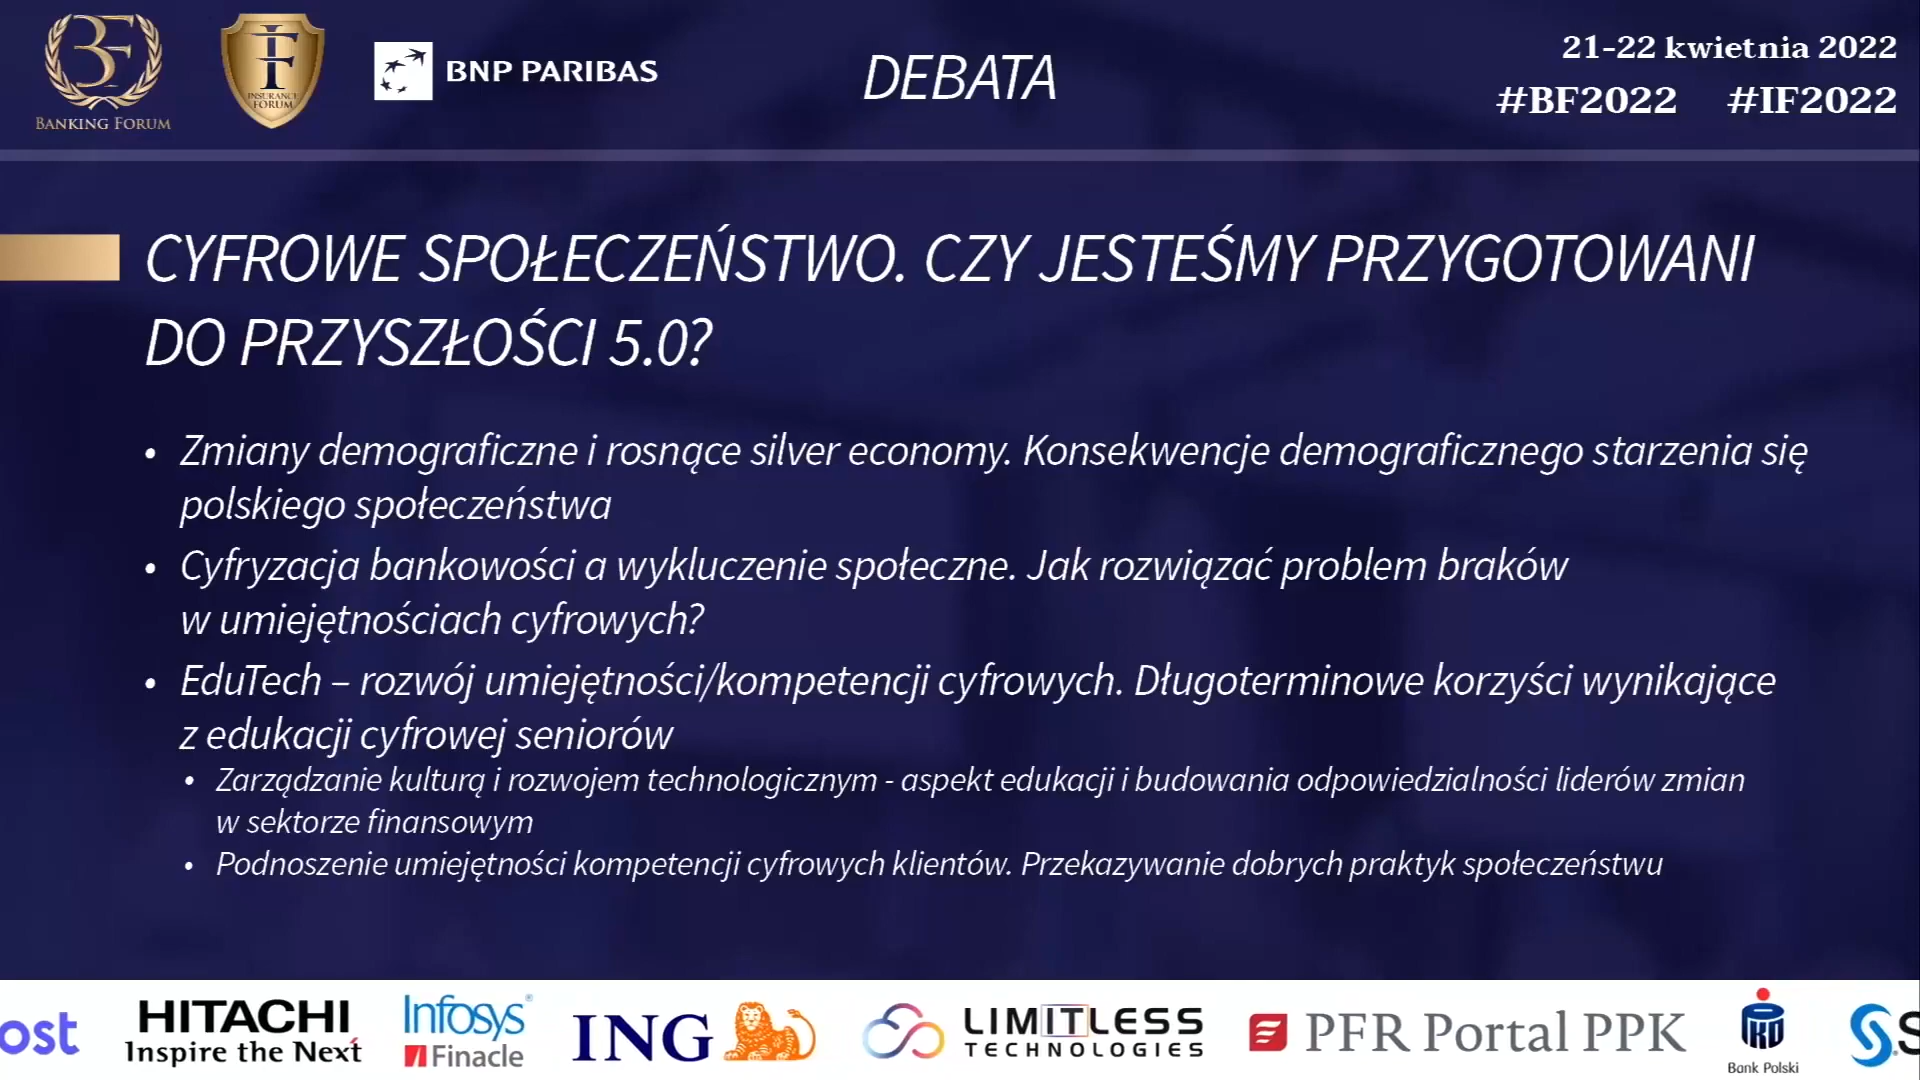 BF
BANKING FORUM
IF
INSURANCE
FORUM
BNP PARIBAS
DEBATA
21-22 kwietnia 2022
#BF2022 #IF2022
CYFROWE SPOŁECZEŃSTWO. CZY JESTEŚMY PRZYGOTOWANI
DO PRZYSZŁOŚCI 5.0?
• Zmiany demograficzne i rosnące silver economy. Konsekwencje demograficznego starzenia się
polskiego społeczeństwa
• Cyfryzacja bankowości a wykluczenie społeczne. Jak rozwiązać problem braków
w umiejętnościach cyfrowych?
• EduTech – rozwój umiejętności/kompetencji cyfrowych. Długoterminowe korzyści wynikające
z edukacji cyfrowej seniorów
• Zarządzanie kulturą i rozwojem technologicznym - aspekt edukacji i budowania odpowiedzialności liderów zmian
w sektorze finansowym
• Podnoszenie umiejętności kompetencji cyfrowych klientów. Przekazywanie dobrych praktyk społeczeństwu
ost
HITACHI
Inspire the Next
Infosys®
Finacle
ING
LIMITLESS
TECHNOLOGIES
PFR Portal PPK
PKO
Bank Polski